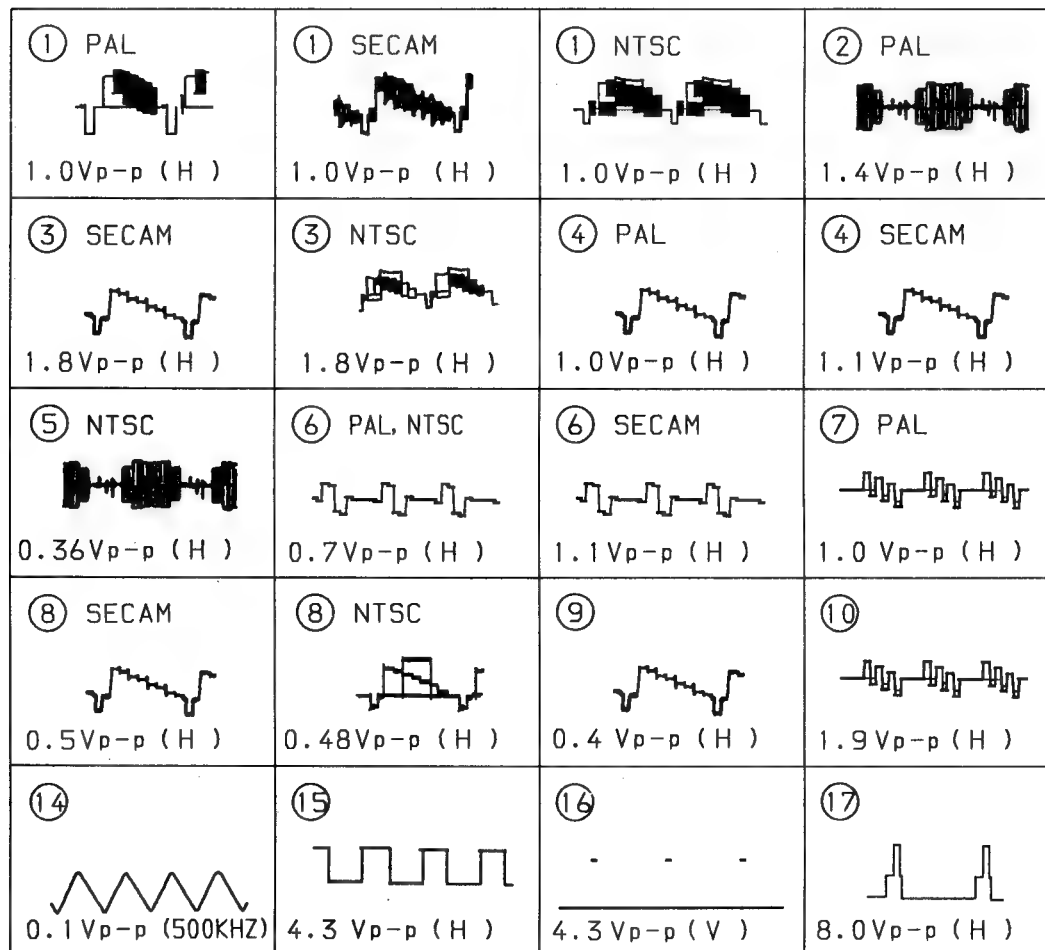 ① PAL
1.0Vp-p (H)
① SECAM
1.0Vp-p (H)
① NTSC
1.0Vp-p (H)
② PAL
1.4Vp-p (H)
③ SECAM
1.8Vp-p (H)
③ NTSC
1.8Vp-p (H)
④ PAL
1.0Vp-p (H)
④ SECAM
1.1Vp-p (H)
⑤ NTSC
0.36Vp-p (H)
⑥ PAL, NTSC
0.7Vp-p (H)
⑥ SECAM
1.1Vp-p (H)
⑦ PAL
1.0 Vp-p (H)
⑧ SECAM
0.5Vp-p (H)
⑧ NTSC
0.48Vp-p (H)
⑨
0.4 Vp-p (H)
⑩
1.9 Vp-p (H)
⑭
0.1 Vp-p (500KHZ)
⑮
4.3 Vp-p (H)
⑯
4.3 Vp-p (V)
⑰
8.0Vp-p (H)